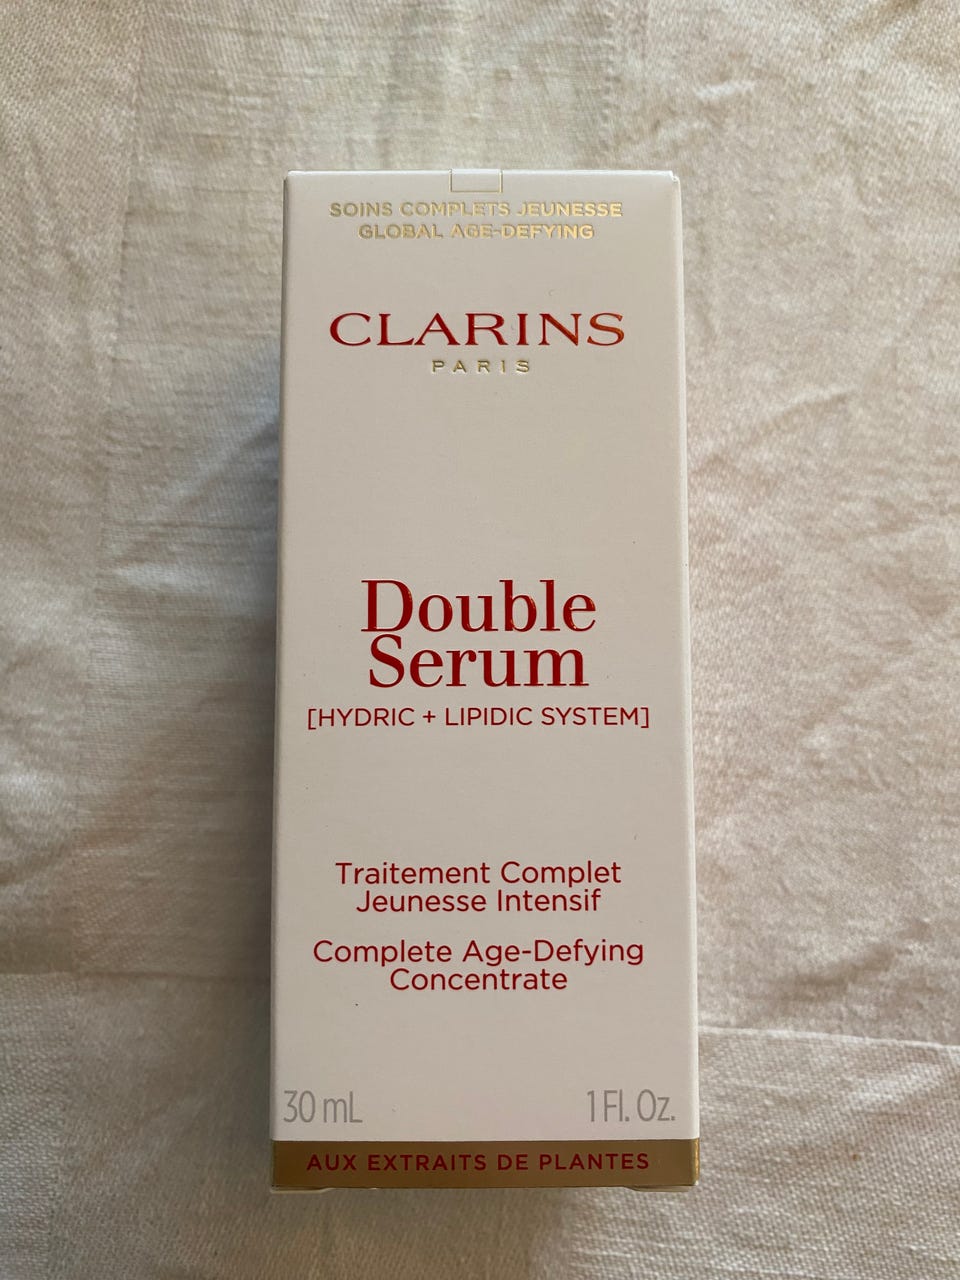 SOINS COMPLETS JEUNESSE
GLOBAL AGE-DEFYING
CLARINS
PARIS
Double
Serum
[HYDRIC + LIPIDIC SYSTEM]
Traitement Complet
Jeunesse Intensif
Complete Age-Defying
Concentrate
30 mL 1 Fl. Oz.
AUX EXTRAITS DE PLANTES